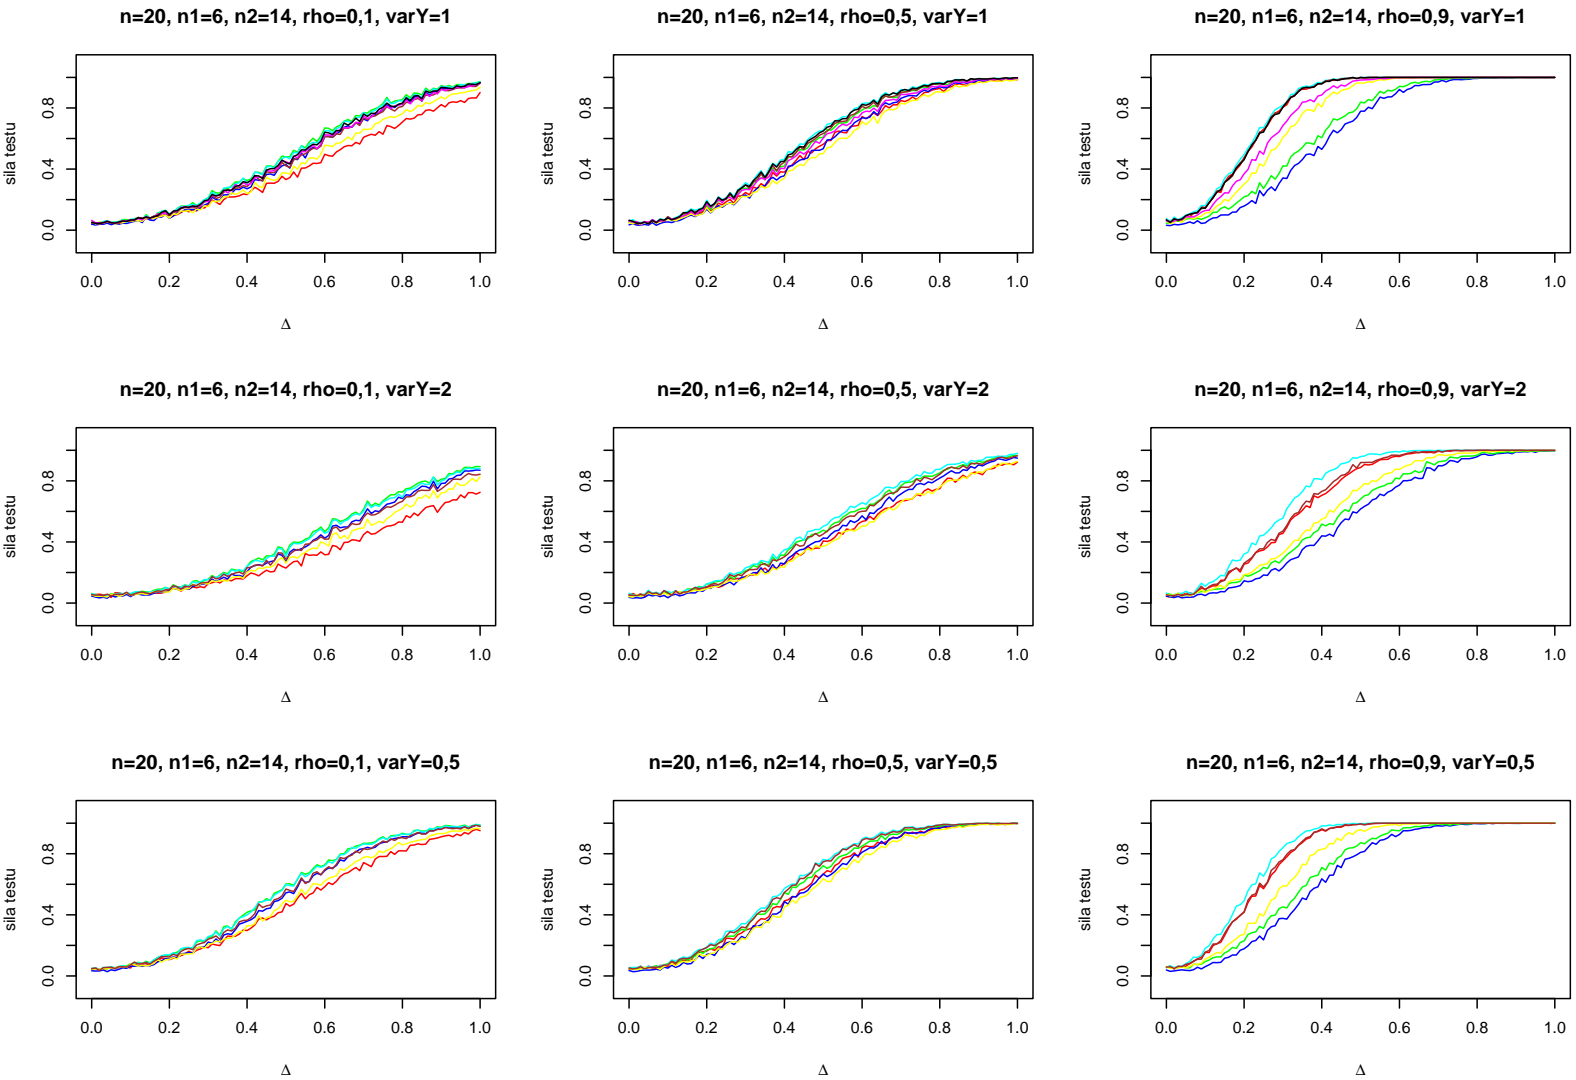 n=20, n1=6, n2=14, rho=0,1, varY=1
sila testu
0.0 0.4 0.8
0.0 0.2 0.4 0.6 0.8 1.0
Δ
n=20, n1=6, n2=14, rho=0,5, varY=1
sila testu
0.0 0.4 0.8
0.0 0.2 0.4 0.6 0.8 1.0
Δ
n=20, n1=6, n2=14, rho=0,9, varY=1
sila testu
0.0 0.4 0.8
0.0 0.2 0.4 0.6 0.8 1.0
Δ
n=20, n1=6, n2=14, rho=0,1, varY=2
sila testu
0.0 0.4 0.8
0.0 0.2 0.4 0.6 0.8 1.0
Δ
n=20, n1=6, n2=14, rho=0,5, varY=2
sila testu
0.0 0.4 0.8
0.0 0.2 0.4 0.6 0.8 1.0
Δ
n=20, n1=6, n2=14, rho=0,9, varY=2
sila testu
0.0 0.4 0.8
0.0 0.2 0.4 0.6 0.8 1.0
Δ
n=20, n1=6, n2=14, rho=0,1, varY=0,5
sila testu
0.0 0.4 0.8
0.0 0.2 0.4 0.6 0.8 1.0
Δ
n=20, n1=6, n2=14, rho=0,5, varY=0,5
sila testu
0.0 0.4 0.8
0.0 0.2 0.4 0.6 0.8 1.0
Δ
n=20, n1=6, n2=14, rho=0,9, varY=0,5
sila testu
0.0 0.4 0.8
0.0 0.2 0.4 0.6 0.8 1.0
Δ